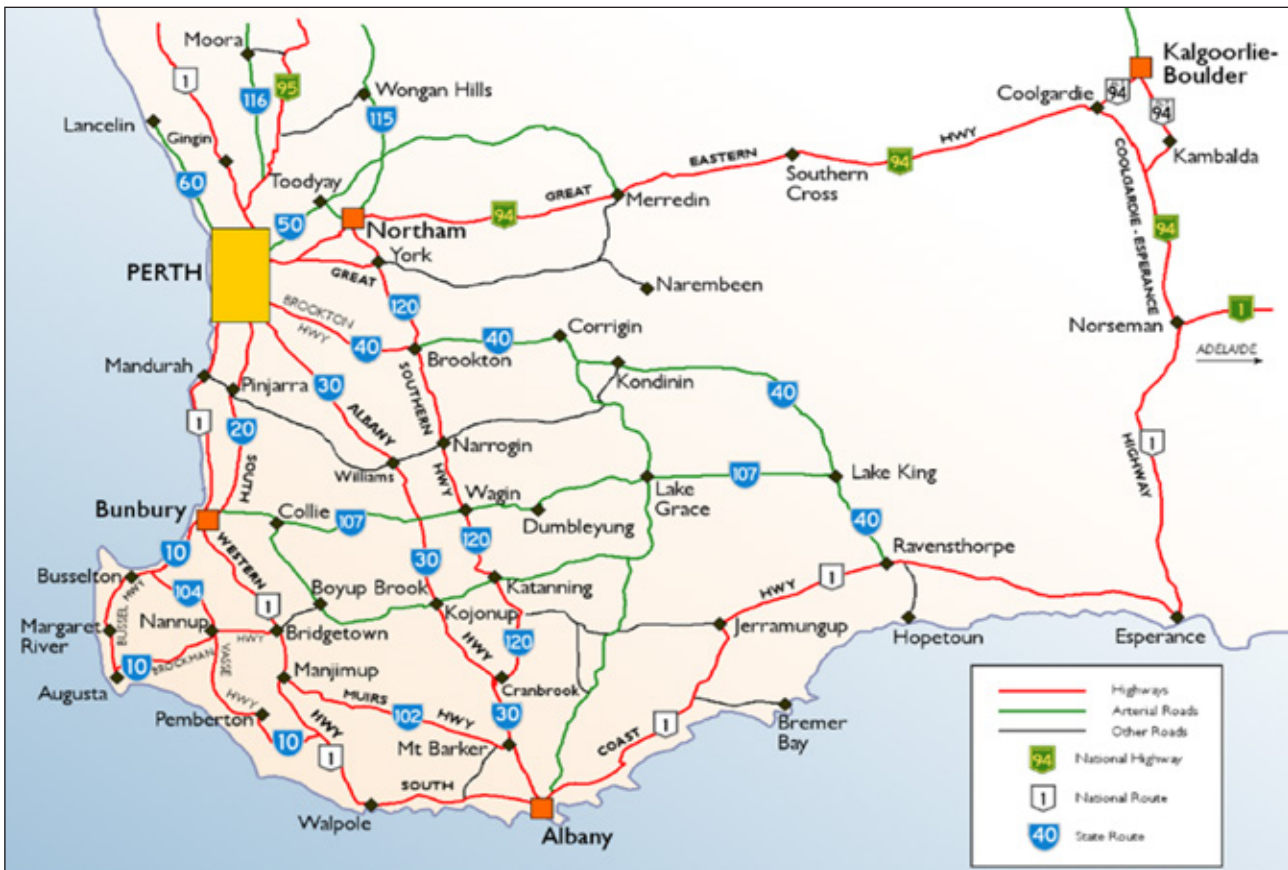 Moora
1
95
Wongan Hills
116
115
Lancelin
Gingin
60
Toodyay
50
Northam
PERTH
York
GREAT
94
GREAT
EASTERN
Merredin
Southern
Cross
94
HWY
Coolgardie
94
Kalgoorlie-
Boulder
94
Kambalda
COOLGARDIE - ESPERANCE
94
Norseman
1
ADELAIDE
HIGHWAY
1
Narembeen
120
BROOKTON
HWY
40
Brookton
40
Corrigin
Kondinin
40
Mandurah
Pinjarra
30
ALBANY
SOUTHERN
HWY
1
20
SOUTH
Narrogin
Williams
Wagin
Dumbleyung
Lake
Grace
107
Lake King
Bunbury
Collie
107
WESTERN
HWY
120
30
40
Ravensthorpe
10
Busselton
BUSSEL
HWY
104
Boyup Brook
1
Katanning
Kojonup
120
HWY
1
Margaret
River
Nannup
HWY
Bridgetown
Jerramungup
Hopetoun
Esperance
10
BROCKMAN
VASSE
HWY
Augusta
Manjimup
MUIRS
102
HWY
HWY
Cranbrook
30
Pemberton
10
1
Mt Barker
COAST
1
Bremer
Bay
SOUTH
Walpole
Albany
Highways
Arterial Roads
Other Roads
94
National Highway
1
National Route
40
State Route